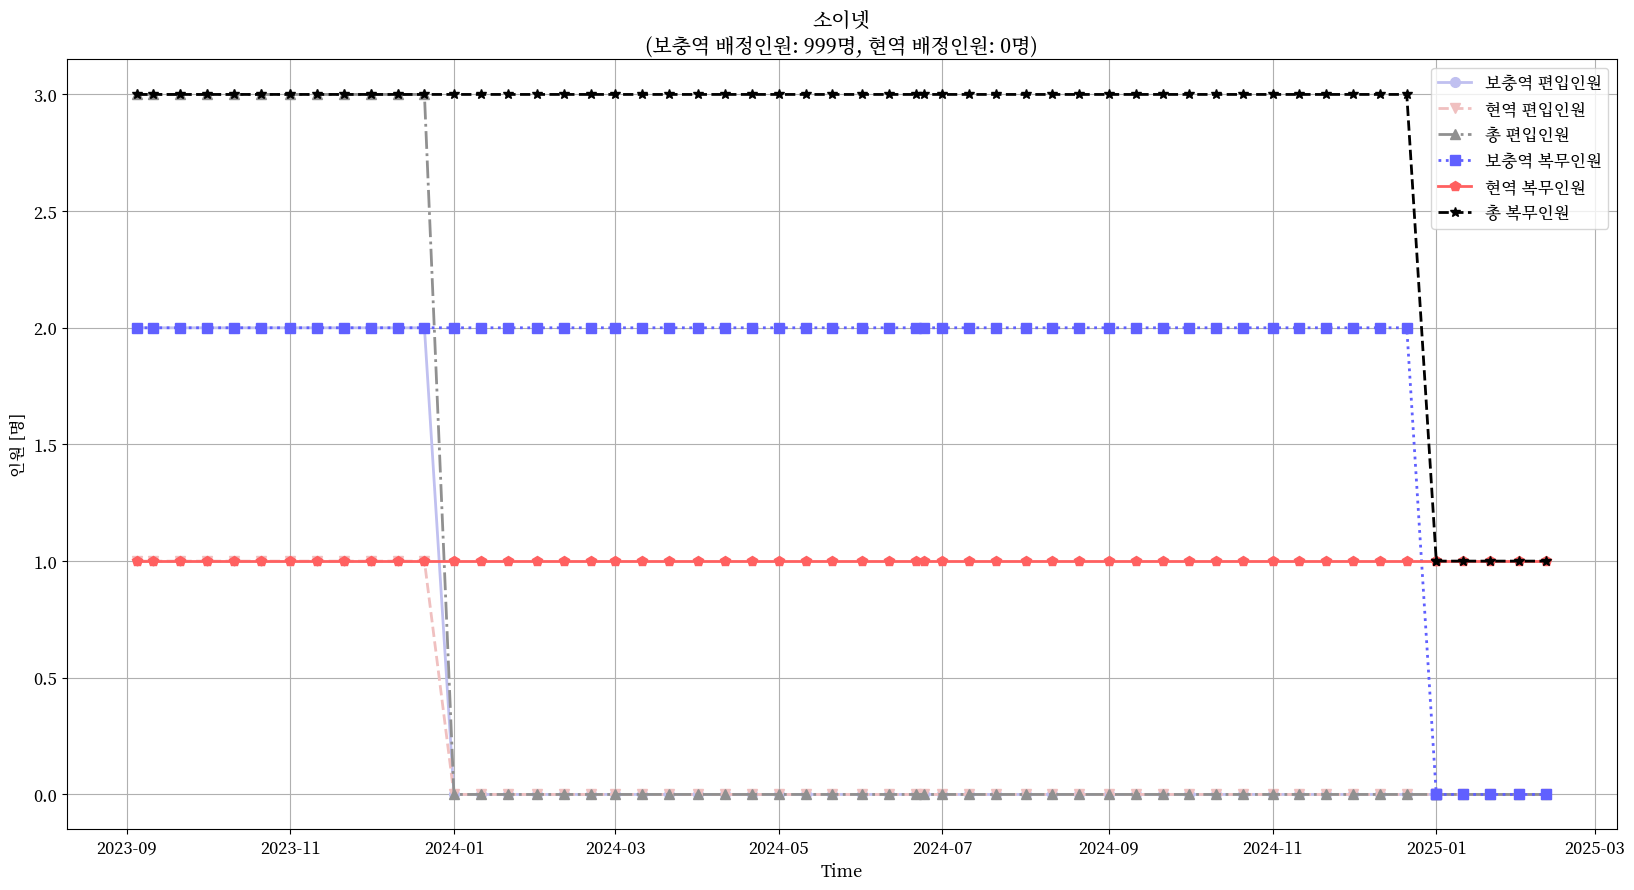 소이넷
(보충역 배정인원: 999명, 현역 배정인원: 0명)
보충역 편입인원
현역 편입인원
총 편입인원
보충역 복무인원
현역 복무인원
총 복무인원
인원 [명]
3.0
2.5
2.0
1.5
1.0
0.5
0.0
2023-09
2023-11
2024-01
2024-03
2024-05
2024-07
2024-09
2024-11
2025-01
2025-03
Time